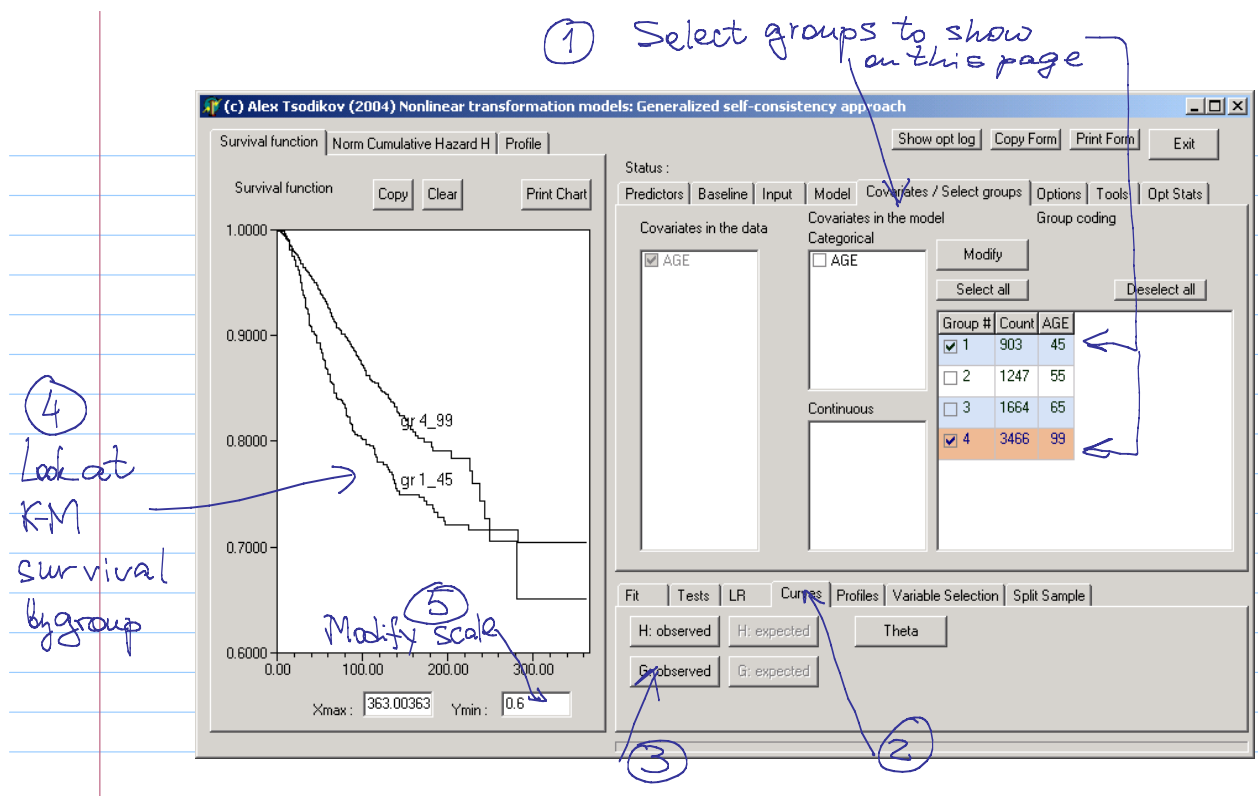 1 Select groups to show
on this page
(c) Alex Tsodikov (2004) Nonlinear transformation models: Generalized self-consistency approach
Survival function Norm Cumulative Hazard H Profile
Show opt log Copy Form Print Form Exit
Status :
Survival function Copy Clear Print Chart
1.0000
0.9000
0.8000
0.7000
0.6000
gr 4_99
gr 1_45
0.00 100.00 200.00 300.00
Xmax : 363.00363 Ymin : 0.6
Predictors Baseline Input Model Covariates / Select groups Options Tools Opt Stats
Covariates in the data
AGE
Covariates in the model
Categorical
AGE
Continuous
Group coding
Modify
Select all Deselect all
Group # Count AGE
1 903 45
2 1247 55
3 1664 65
4 3466 99
Fit Tests LR Curves Profiles Variable Selection Split Sample
H: observed H: expected Theta
G: observed G: expected
4
Look at
K-M
survival
by group
5
Modify scale
3
2